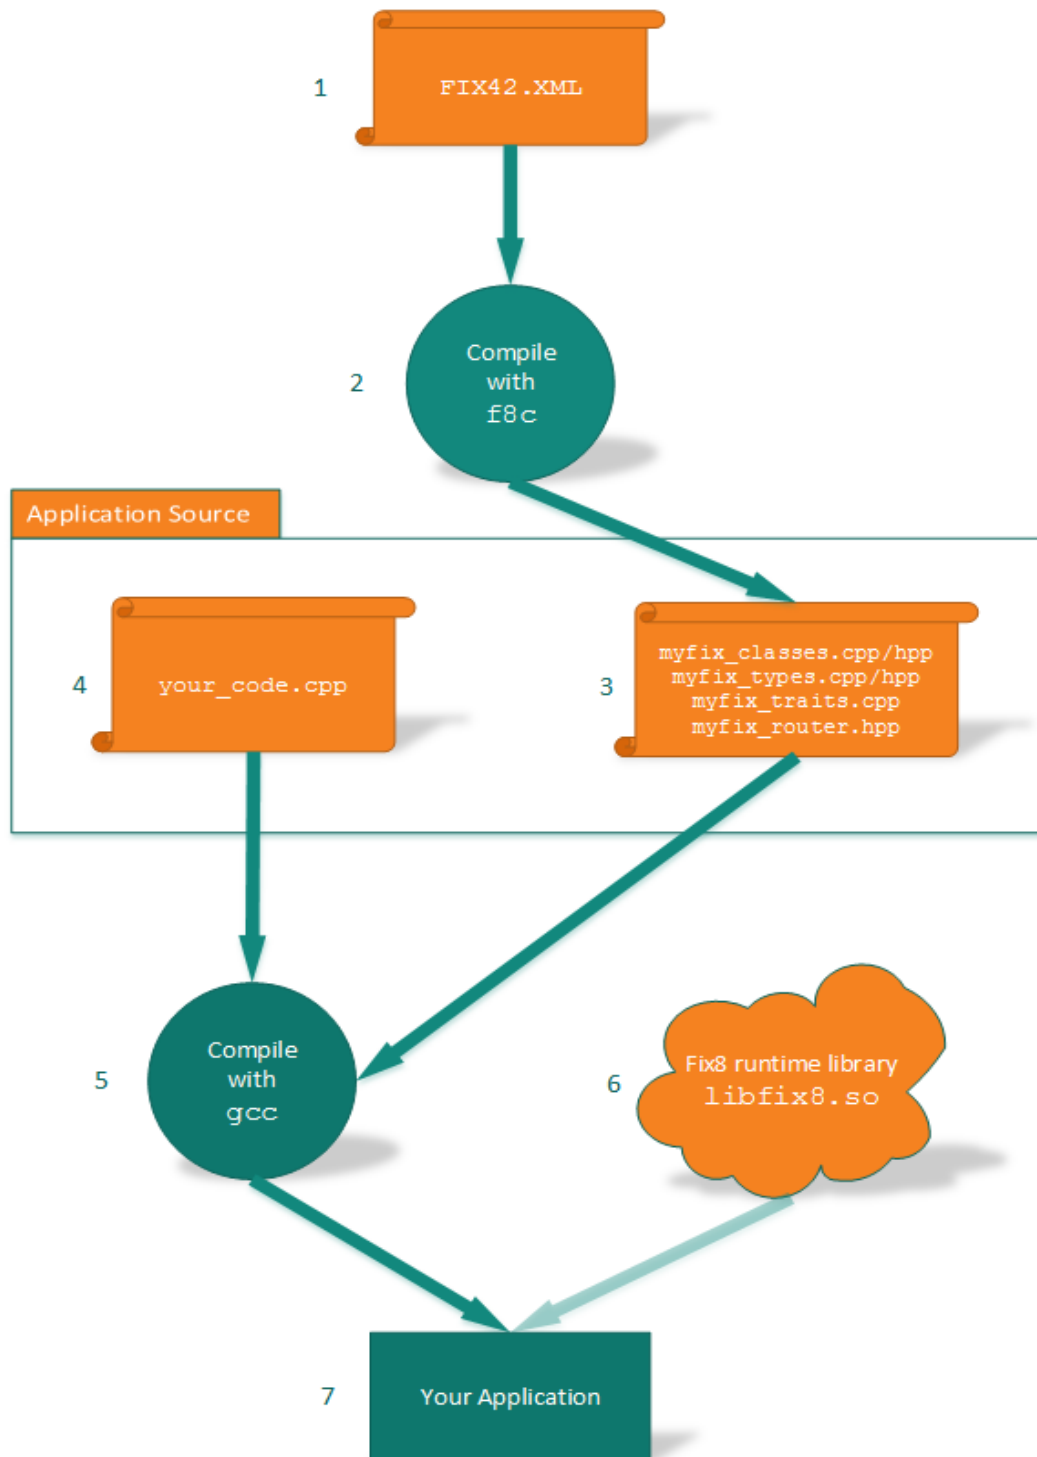 1
FIX42.XML
2
Compile
with
f8c
Application Source
4
your_code.cpp
3
myfix_classes.cpp/hpp
myfix_types.cpp/hpp
myfix_traits.cpp
myfix_router.hpp
5
Compile
with
gcc
6
Fix8 runtime library
libfix8.so
7
Your Application